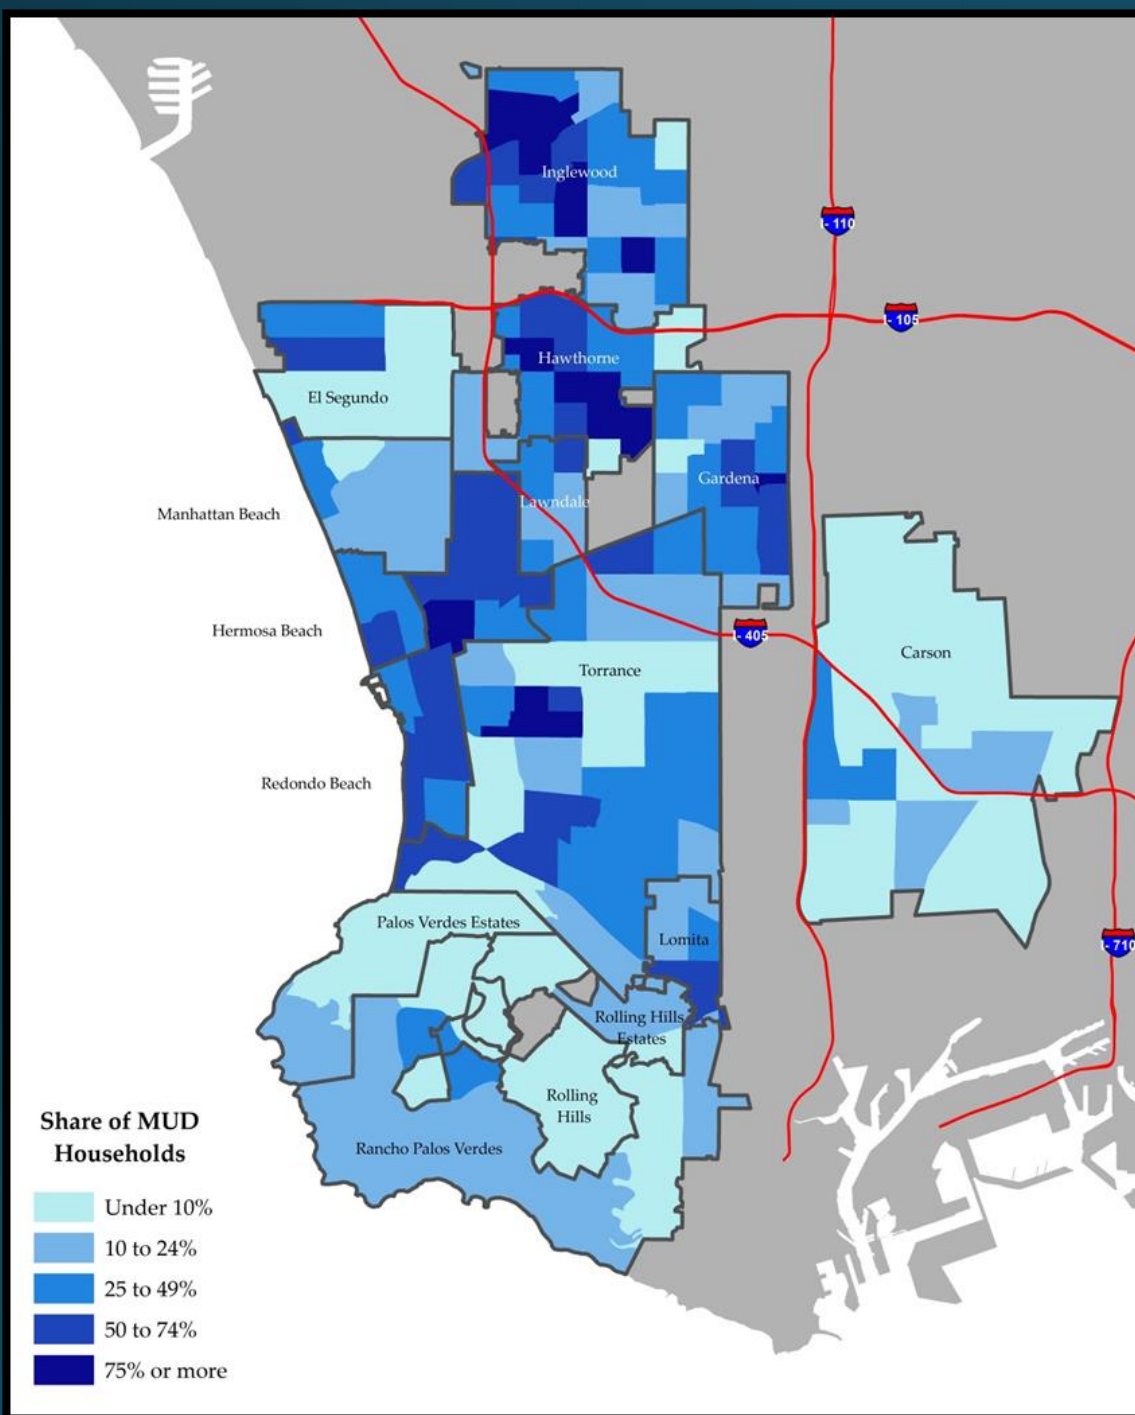 Inglewood
I- 110
I- 105
Hawthorne
El Segundo
Gardena
Lawndale
Manhattan Beach
Hermosa Beach
I- 405
Carson
Torrance
Redondo Beach
Palos Verdes Estates
Lomita
I- 710
Rolling Hills
Estates
Rolling
Hills
Rancho Palos Verdes
Share of MUD
Households
Under 10%
10 to 24%
25 to 49%
50 to 74%
75% or more